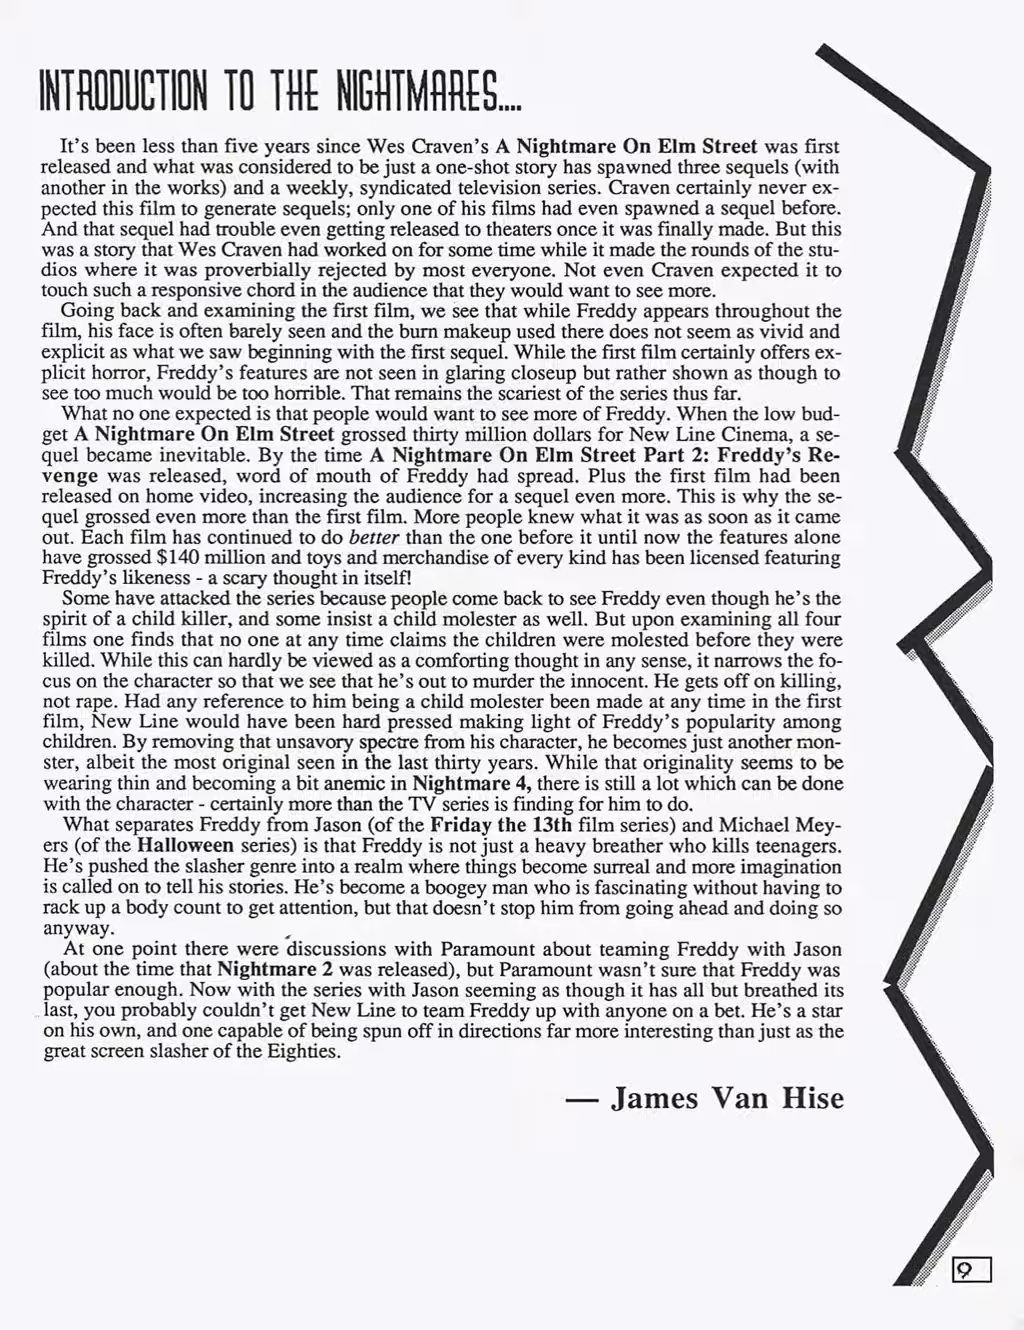 INTRODUCTION TO THE NIGHTMARES....
It's been less than five years since Wes Craven's A Nightmare On Elm Street was first
released and what was considered to be just a one-shot story has spawned three sequels (with
another in the works) and a weekly, syndicated television series. Craven certainly never ex-
pected this film to generate sequels; only one of his films had even spawned a sequel before.
And that sequel had trouble even getting released to theaters once it was finally made. But this
was a story that Wes Craven had worked on for some time while it made the rounds of the stu-
dios where it was proverbially rejected by most everyone. Not even Craven expected it to
touch such a responsive chord in the audience that they would want to see more.
Going back and examining the first film, we see that while Freddy appears throughout the
film, his face is often barely seen and the burn makeup used there does not seem as vivid and
explicit as what we saw beginning with the first sequel. While the first film certainly offers ex-
plicit horror, Freddy's features are not seen in glaring closeup but rather shown as though to
see too much would be too horrible. That remains the scariest of the series thus far.
What no one expected is that people would want to see more of Freddy. When the low bud-
get A Nightmare On Elm Street grossed thirty million dollars for New Line Cinema, a se-
quel became inevitable. By the time A Nightmare On Elm Street Part 2: Freddy's Re-
venge was released, word of mouth of Freddy had spread. Plus the first film had been
released on home video, increasing the audience for a sequel even more. This is why the se-
quel grossed even more than the first film. More people knew what it was as soon as it came
out. Each film has continued to do better than the one before it until now the features alone
have grossed $140 million and toys and merchandise of every kind has been licensed featuring
Freddy's likeness - a scary thought in itself!
Some have attacked the series because people come back to see Freddy even though he's the
spirit of a child killer, and some insist a child molester as well. But upon examining all four
films one finds that no one at any time claims the children were molested before they were
killed. While this can hardly be viewed as a comforting thought in any sense, it narrows the fo-
cus on the character so that we see that he's out to murder the innocent. He gets off on killing,
not rape. Had any reference to him being a child molester been made at any time in the first
film, New Line would have been hard pressed making light of Freddy's popularity among
children. By removing that unsavory spectre from his character, he becomes just another mon-
ster, albeit the most original seen in the last thirty years. While that originality seems to be
wearing thin and becoming a bit anemic in Nightmare 4, there is still a lot which can be done
with the character - certainly more than the TV series is finding for him to do.
What separates Freddy from Jason (of the Friday the 13th film series) and Michael Mey-
ers (of the Halloween series) is that Freddy is not just a heavy breather who kills teenagers.
He's pushed the slasher genre into a realm where things become surreal and more imagination
is called on to tell his stories. He's become a boogey man who is fascinating without having to
rack up a body count to get attention, but that doesn't stop him from going ahead and doing so
anyway.
At one point there were discussions with Paramount about teaming Freddy with Jason
(about the time that Nightmare 2 was released), but Paramount wasn't sure that Freddy was
popular enough. Now with the series with Jason seeming as though it has all but breathed its
last, you probably couldn't get New Line to team Freddy up with anyone on a bet. He's a star
on his own, and one capable of being spun off in directions far more interesting than just as the
great screen slasher of the Eighties.
— James Van Hise
9